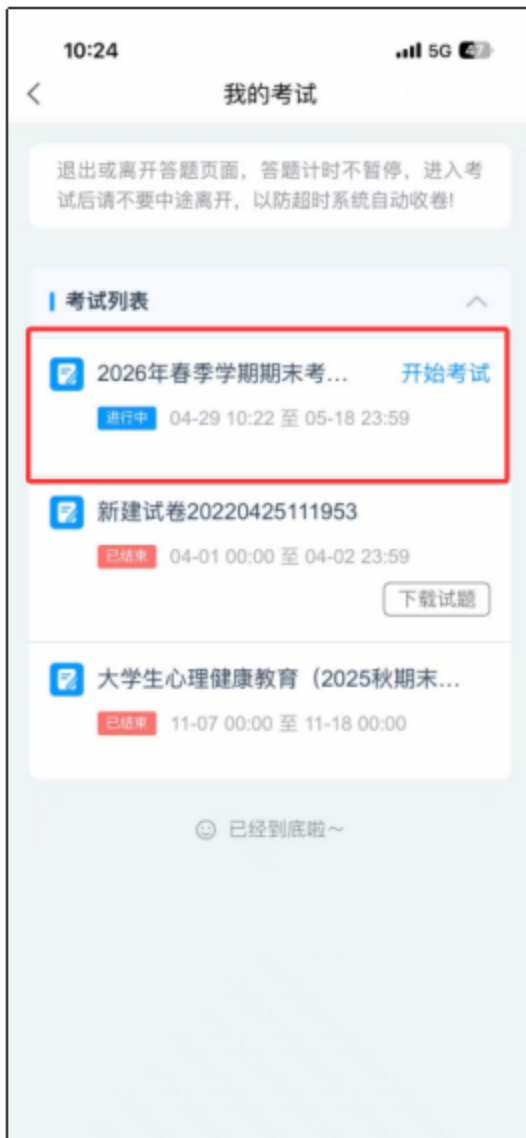 10:24
5G 47
我的考试
退出或离开答题页面，答题计时不暂停，进入考
试后请不要中途离开，以防超时系统自动收卷!
考试列表
2026年春季学期期末考... 开始考试
进行中 04-29 10:22 至 05-18 23:59
新建试卷20220425111953
已结束 04-01 00:00 至 04-02 23:59
下载试题
大学生心理健康教育（2025秋期末...
已结束 11-07 00:00 至 11-18 00:00
已经到底啦～